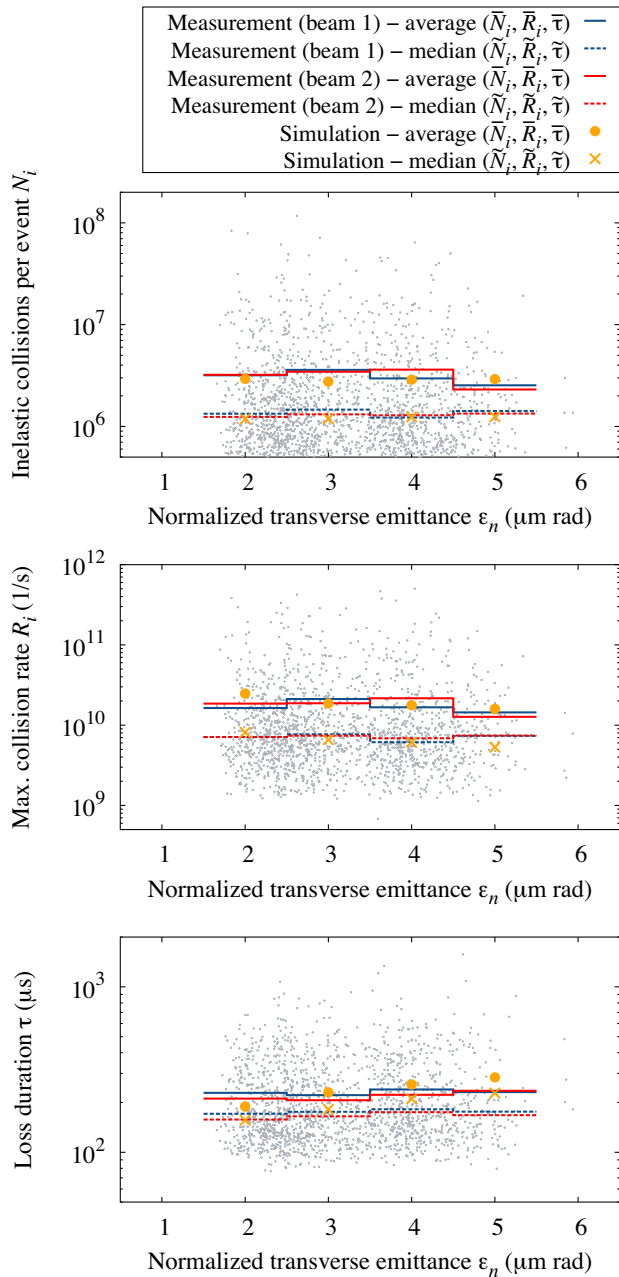 Measurement (beam 1) – average (N̄ᵢ, R̄ᵢ, τ̄)
Measurement (beam 1) – median (Ñᵢ, R̃ᵢ, τ̃)
Measurement (beam 2) – average (N̄ᵢ, R̄ᵢ, τ̄)
Measurement (beam 2) – median (Ñᵢ, R̃ᵢ, τ̃)
Simulation – average (N̄ᵢ, R̄ᵢ, τ̄)
Simulation – median (Ñᵢ, R̃ᵢ, τ̃)
Inelastic collisions per event Nᵢ
10⁸
10⁷
10⁶
1 2 3 4 5 6
Normalized transverse emittance εₙ (μm rad)
Max. collision rate Rᵢ (1/s)
10¹²
10¹¹
10¹⁰
10⁹
1 2 3 4 5 6
Normalized transverse emittance εₙ (μm rad)
Loss duration τ (μs)
10³
10²
1 2 3 4 5 6
Normalized transverse emittance εₙ (μm rad)